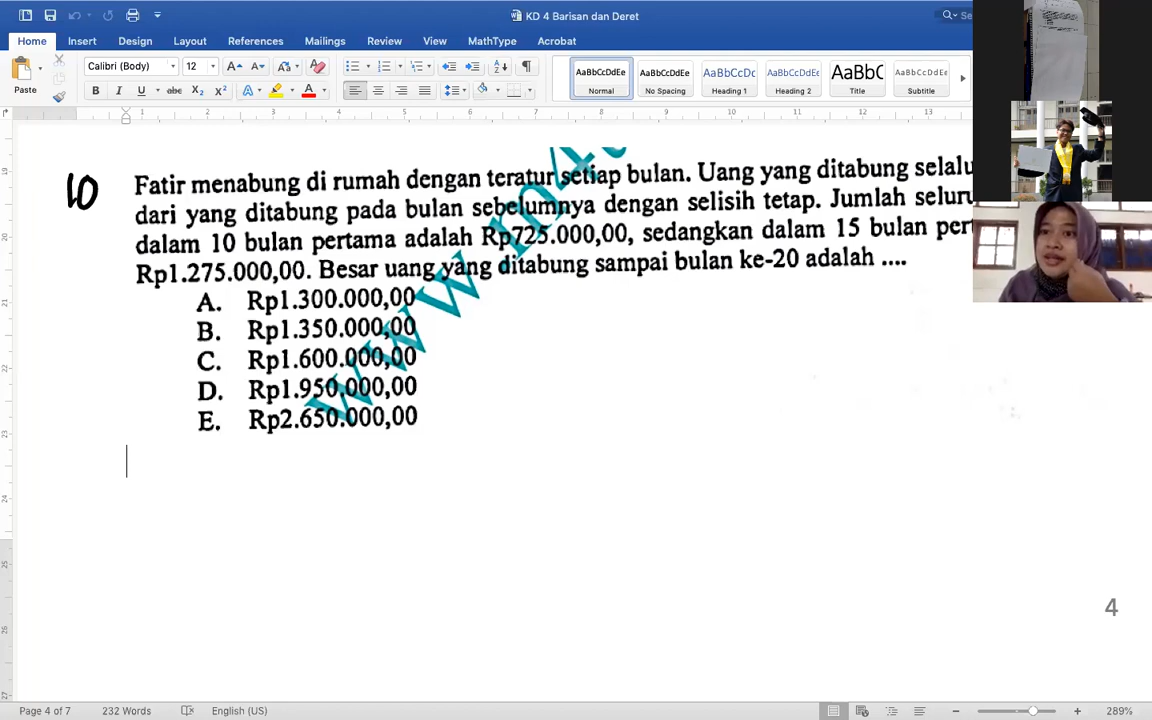 KD 4 Barisan dan Deret
Home Insert Design Layout References Mailings Review View MathType Acrobat
Paste
Calibri (Body) 12
AaBbCcDdEe AaBbCcDdEe AaBbCcDc AaBbCcDdEe AaBbC AaBbCcDdEe
Normal No Spacing Heading 1 Heading 2 Title Subtitle
10
Fatir menabung di rumah dengan teratur setiap bulan. Uang yang ditabung selalu
dari yang ditabung pada bulan sebelumnya dengan selisih tetap. Jumlah
dalam 10 bulan pertama adalah Rp725.000,00, sedangkan dalam 15 bulan
Rp1.275.000,00. Besar uang yang ditabung sampai bulan ke-20 adalah ....
A. Rp1.300.000,00
B. Rp1.350.000,00
C. Rp1.600.000,00
D. Rp1.950.000,00
E. Rp2.650.000,00
4
Page 4 of 7 232 Words English (US) 289%